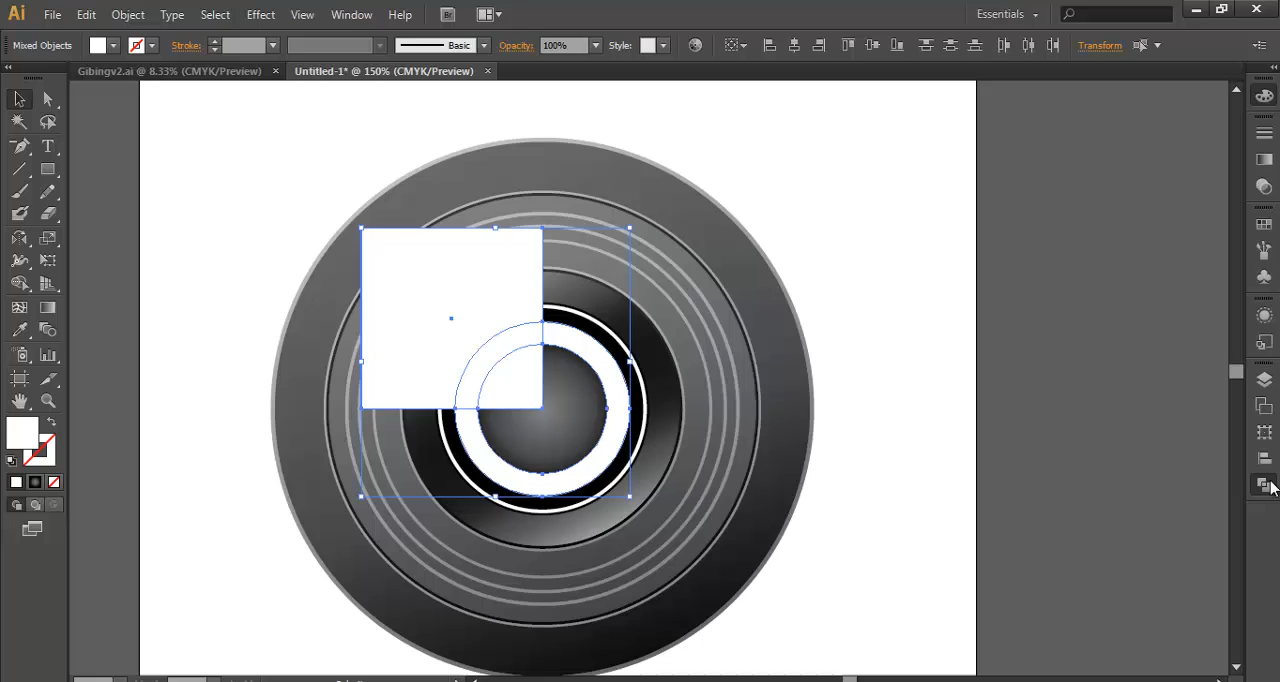 Ai File Edit Object Type Select Effect View Window Help Br Essentials
Mixed Objects Stroke: Basic Opacity: 100% Style: Transform
Gibingv2.ai @ 8.33% (CMYK/Preview) × Untitled-1* @ 150% (CMYK/Preview) ×
T